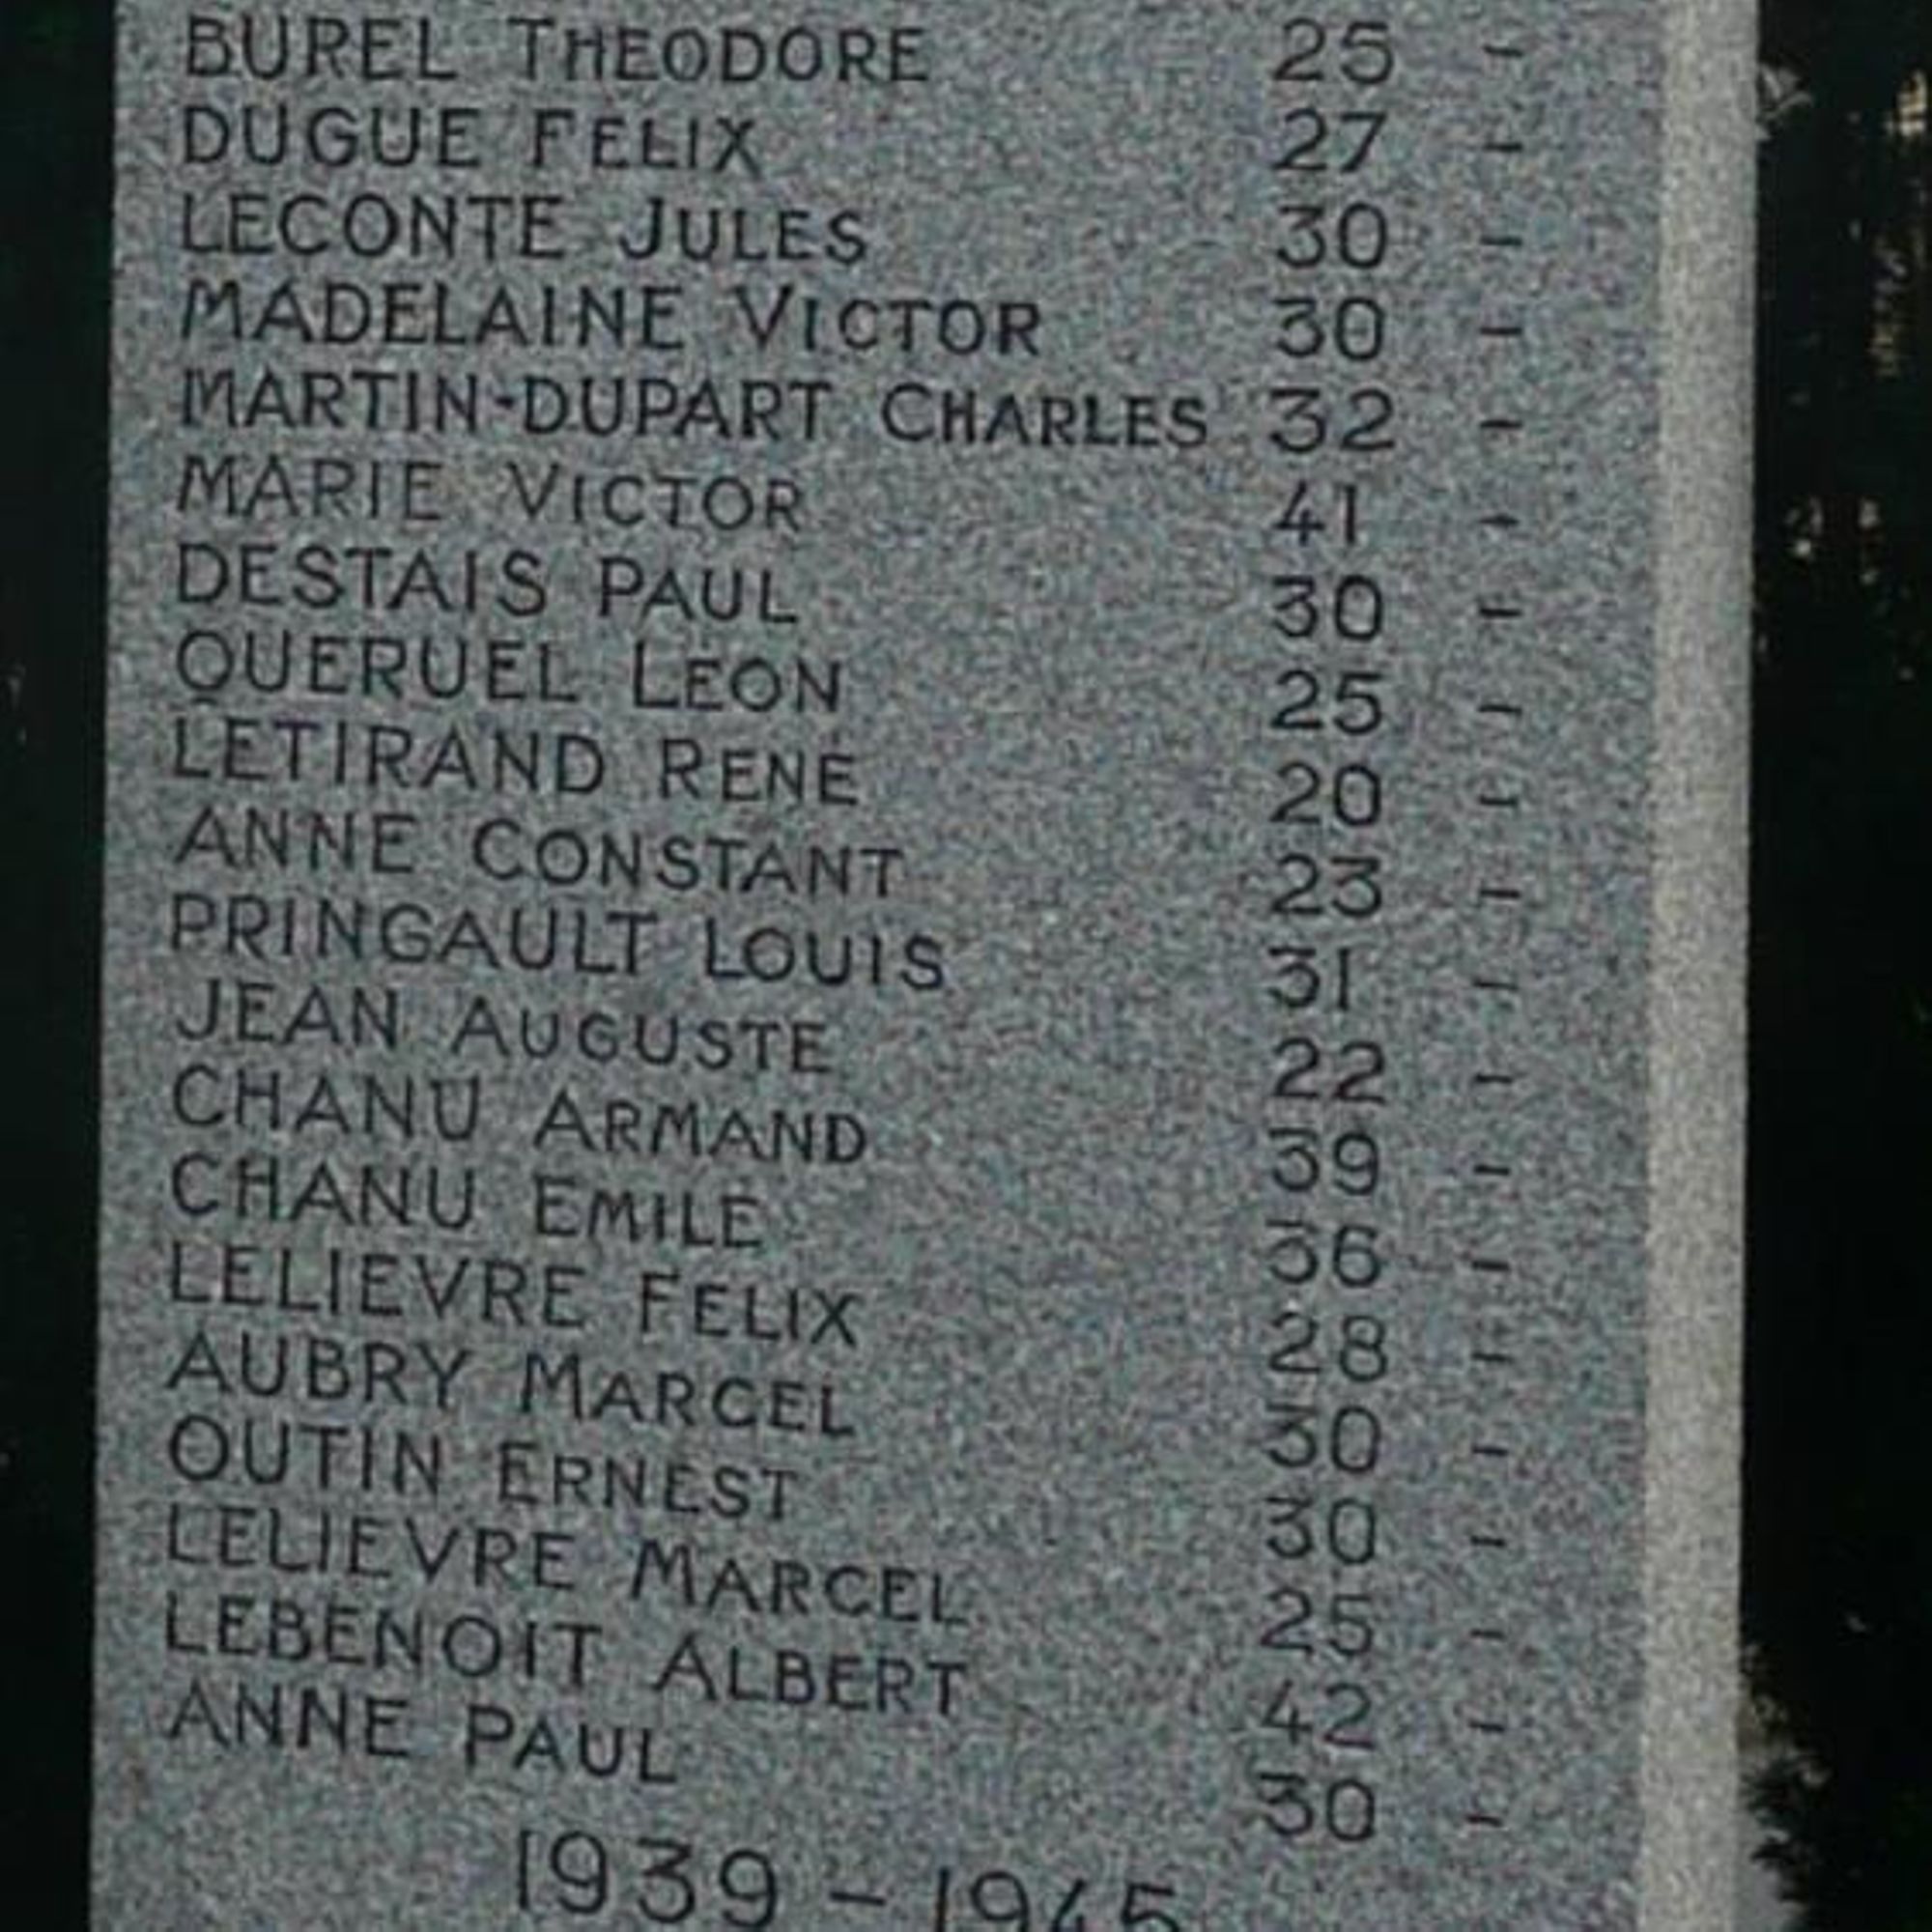 BUREL THEODORE 25 -
DUGUE FELIX 27 -
LECONTE JULES 30 -
MADELAINE VICTOR 30 -
MARTIN-DUPART CHARLES 32 -
MARIE VICTOR 41 -
DESTAIS PAUL 30 -
QUERUEL LEON 25 -
LETIRAND RENE 20 -
ANNE CONSTANT 23 -
PRINGAULT LOUIS 31 -
JEAN AUGUSTE 22 -
CHANU ARMAND 39 -
CHANU EMILE 36 -
LELIEVRE FELIX 28 -
AUBRY MARCEL 30 -
OUTIN ERNEST 30 -
LELIEVRE MARCEL 25 -
LEBENOIT ALBERT 42 -
ANNE PAUL 30 -
1939 - 1945